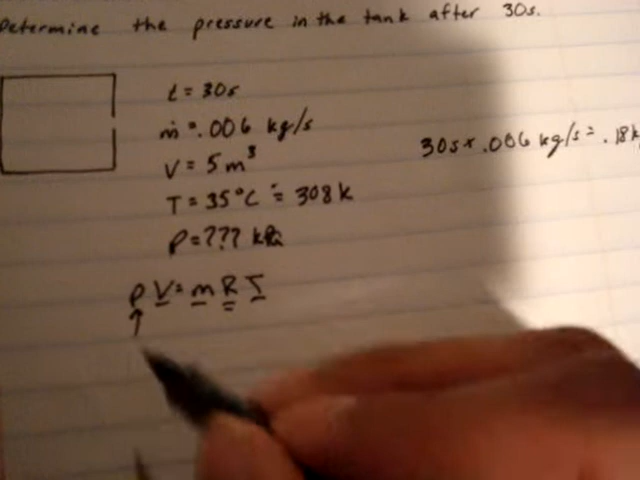 Determine the pressure in the tank after 30s.
t = 30s
ṁ = .006 kg/s
V = 5 m³
T = 35°C = 308 k
P = ??? kPa
PV = mRT
30s × .006 kg/s = .18k